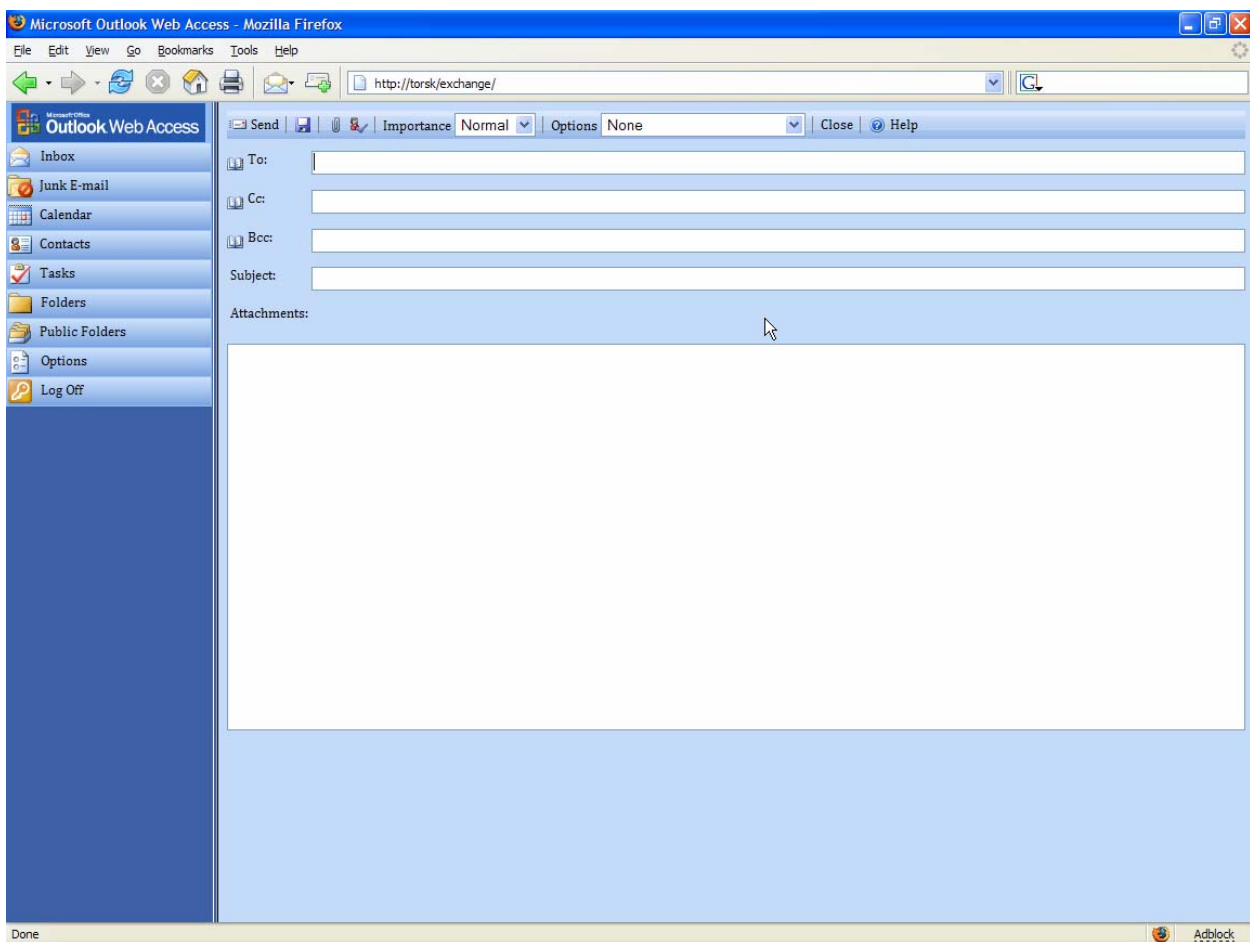 Microsoft Outlook Web Access - Mozilla Firefox
File Edit View Go Bookmarks Tools Help
http://torsk/exchange/ G
Microsoft Office
Outlook Web Access
Send Importance Normal Options None Close Help
Inbox
To:
Junk E-mail
Cc:
Calendar
Contacts
Bcc:
Tasks
Subject:
Folders
Attachments:
Public Folders
Options
Log Off
Done Adblock